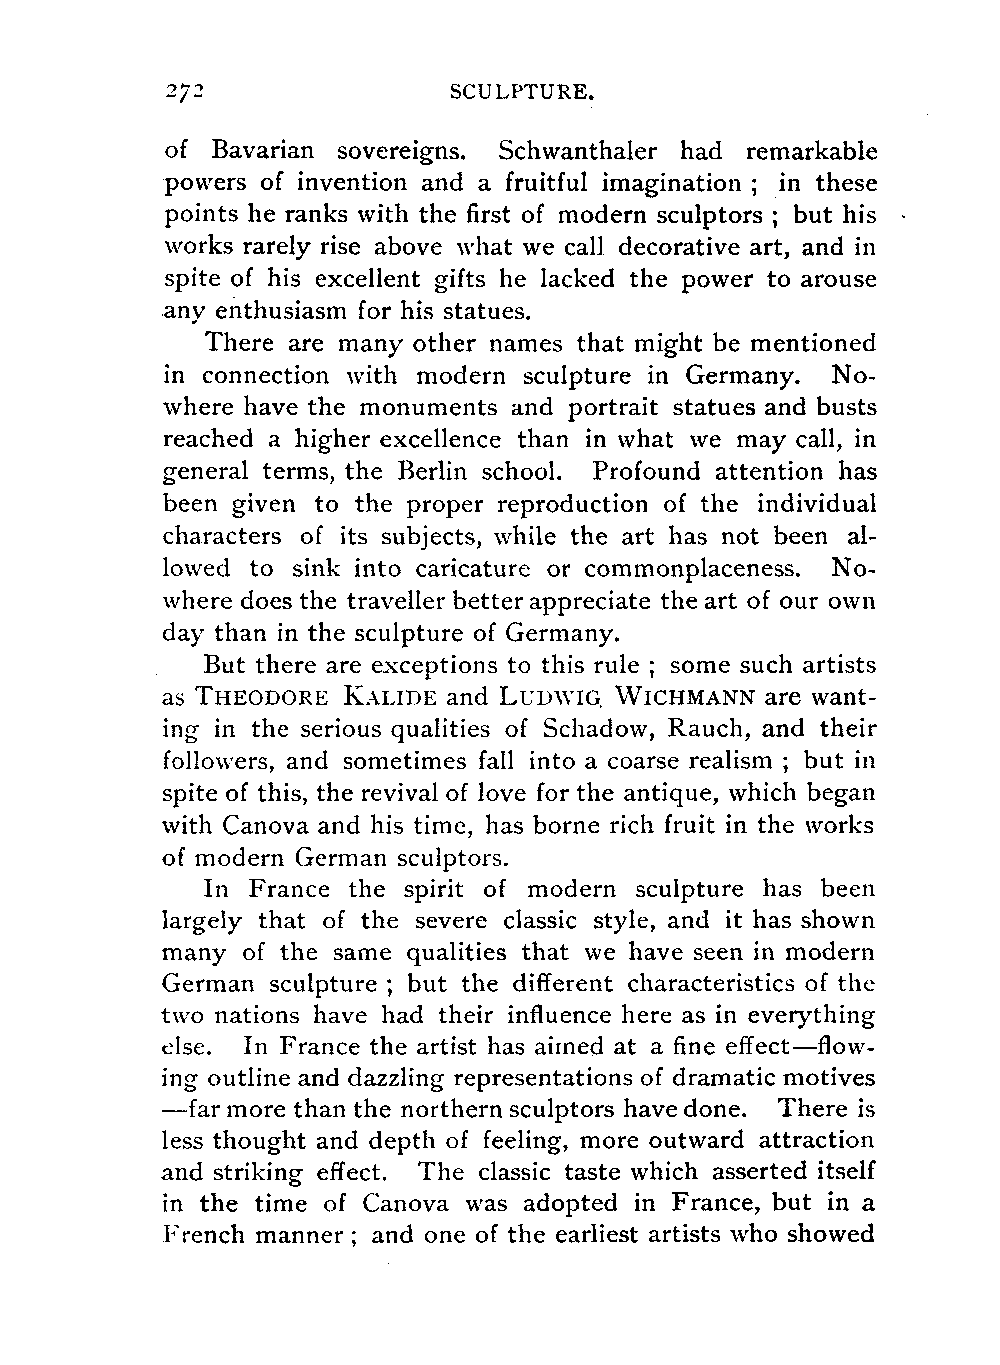 272 SCULPTURE.
of Bavarian sovereigns. Schwanthaler had remarkable
powers of invention and a fruitful imagination ; in these
points he ranks with the first of modern sculptors ; but his
works rarely rise above what we call decorative art, and in
spite of his excellent gifts he lacked the power to arouse
any enthusiasm for his statues.
There are many other names that might be mentioned
in connection with modern sculpture in Germany. No-
where have the monuments and portrait statues and busts
reached a higher excellence than in what we may call, in
general terms, the Berlin school. Profound attention has
been given to the proper reproduction of the individual
characters of its subjects, while the art has not been al-
lowed to sink into caricature or commonplaceness. No-
where does the traveller better appreciate the art of our own
day than in the sculpture of Germany.
But there are exceptions to this rule ; some such artists
as THEODORE KALIDE and LUDWIG WICHMANN are want-
ing in the serious qualities of Schadow, Rauch, and their
followers, and sometimes fall into a coarse realism ; but in
spite of this, the revival of love for the antique, which began
with Canova and his time, has borne rich fruit in the works
of modern German sculptors.
In France the spirit of modern sculpture has been
largely that of the severe classic style, and it has shown
many of the same qualities that we have seen in modern
German sculpture ; but the different characteristics of the
two nations have had their influence here as in everything
else. In France the artist has aimed at a fine effect—flow-
ing outline and dazzling representations of dramatic motives
—far more than the northern sculptors have done. There is
less thought and depth of feeling, more outward attraction
and striking effect. The classic taste which asserted itself
in the time of Canova was adopted in France, but in a
French manner ; and one of the earliest artists who showed